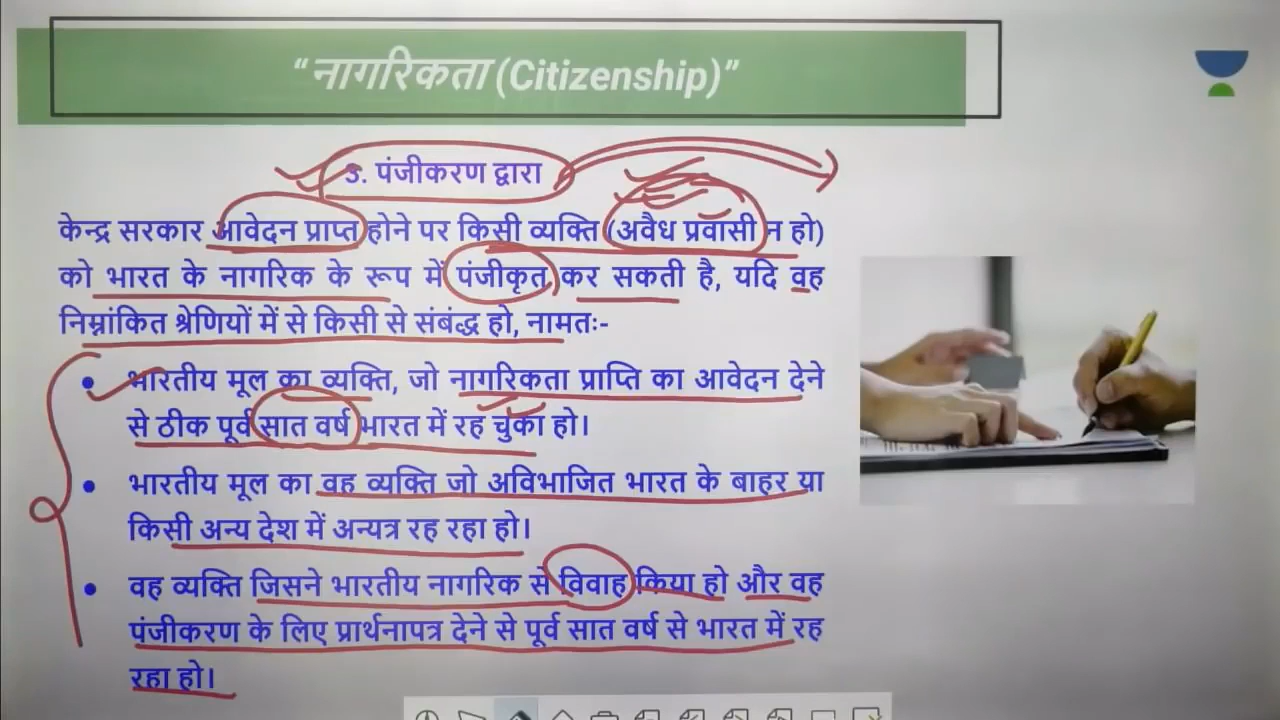 “नागरिकता (Citizenship)”
3. पंजीकरण द्वारा
केन्द्र सरकार आवेदन प्राप्त होने पर किसी व्यक्ति (अवैध प्रवासी न हो)
को भारत के नागरिक के रूप में पंजीकृत कर सकती है, यदि वह
निम्नांकित श्रेणियों में से किसी से संबंद्ध हो, नामतः-
• भारतीय मूल का व्यक्ति, जो नागरिकता प्राप्ति का आवेदन देने
से ठीक पूर्व सात वर्ष भारत में रह चुका हो।
• भारतीय मूल का वह व्यक्ति जो अविभाजित भारत के बाहर या
किसी अन्य देश में अन्यत्र रह रहा हो।
• वह व्यक्ति जिसने भारतीय नागरिक से विवाह किया हो और वह
पंजीकरण के लिए प्रार्थनापत्र देने से पूर्व सात वर्ष से भारत में रह
रहा हो।